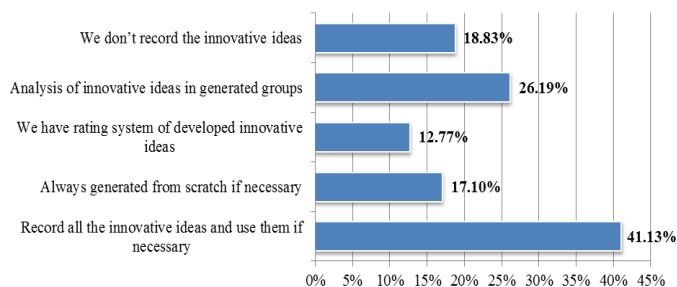 We don’t record the innovative ideas
18.83%
Analysis of innovative ideas in generated groups
26.19%
We have rating system of developed innovative
ideas
12.77%
Always generated from scratch if necessary
17.10%
Record all the innovative ideas and use them if
necessary
41.13%
0% 5% 10% 15% 20% 25% 30% 35% 40% 45%